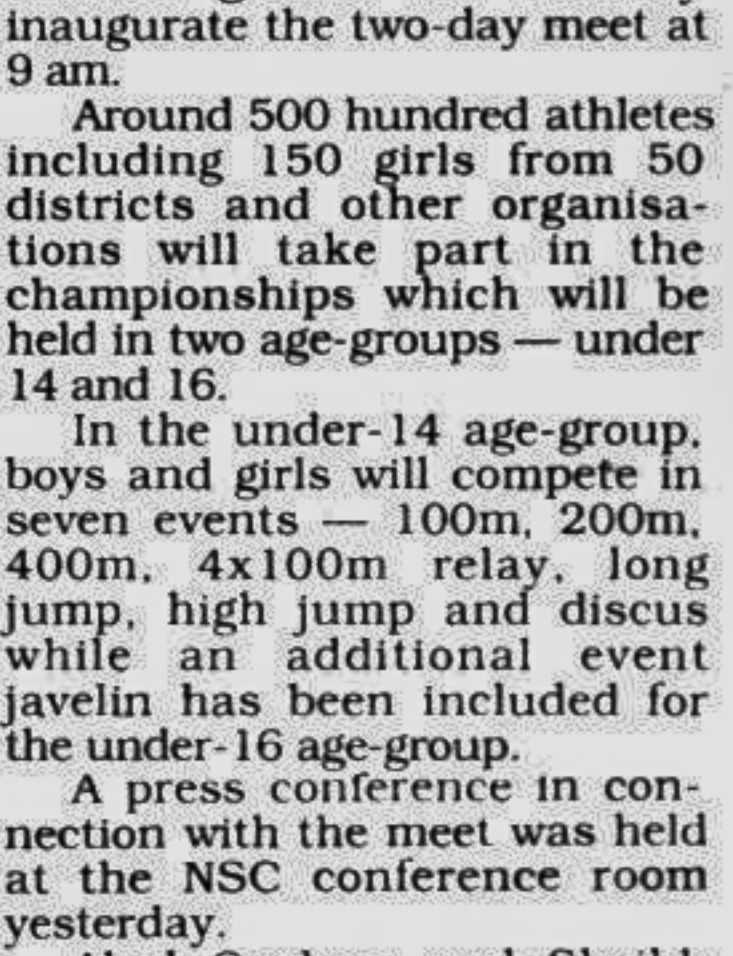 inaugurate the two-day meet at
9 am.
Around 500 hundred athletes
including 150 girls from 50
districts and other organisa-
tions will take part in the
championships which will be
held in two age-groups — under
14 and 16.
In the under-14 age-group,
boys and girls will compete in
seven events — 100m, 200m,
400m, 4x100m relay, long
jump, high jump and discus
while an additional event
javelin has been included for
the under-16 age-group.
A press conference in con-
nection with the meet was held
at the NSC conference room
yesterday.